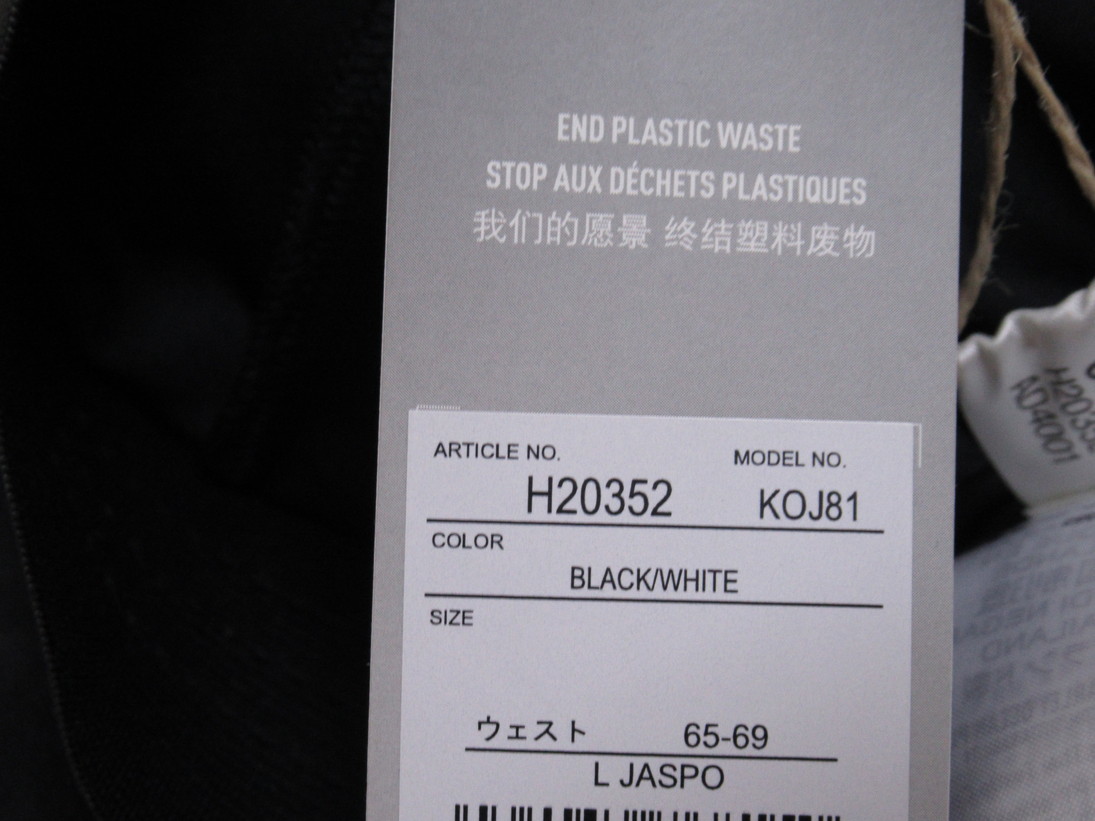 END PLASTIC WASTE
STOP AUX DÉCHETS PLASTIQUES
我们的愿景 终结塑料废物
ARTICLE NO.
MODEL NO.
H20352
KOJ81
COLOR
BLACK/WHITE
SIZE
ウェスト 65-69
L JASPO
AD4001